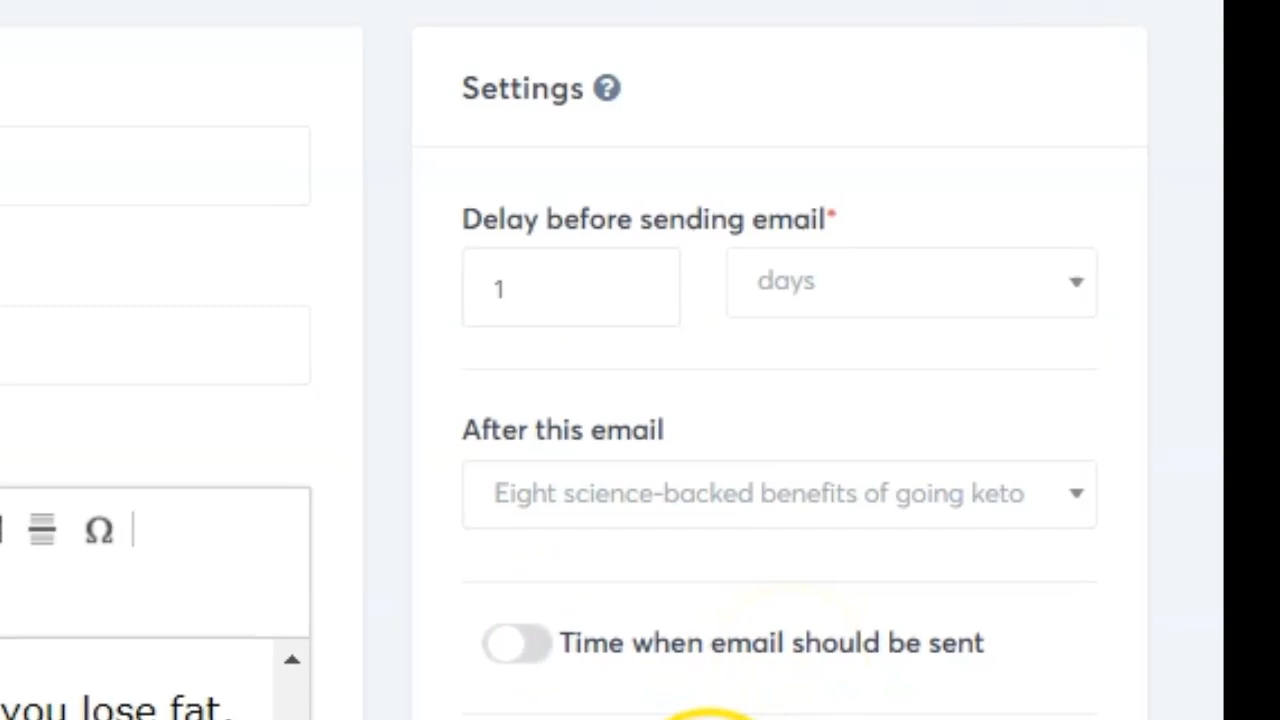 Settings ?
Delay before sending email*
1
days
After this email
Eight science-backed benefits of going keto
Ω
Time when email should be sent
you lose fat.